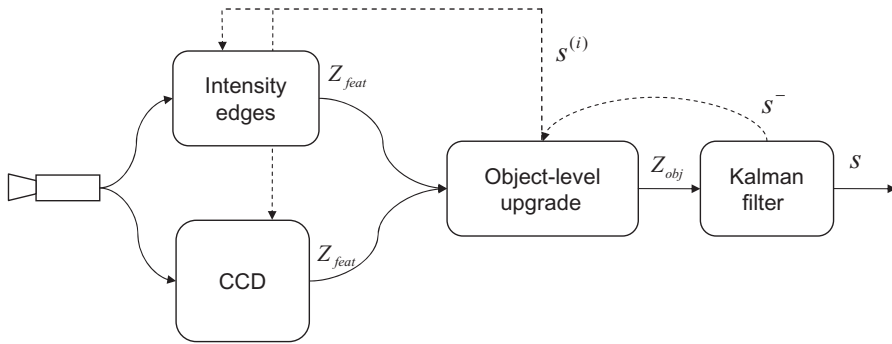 s^(i)
Z_feat
Intensity
edges
s^-
Object-level
upgrade
Z_obj
Kalman
filter
s
Z_feat
CCD